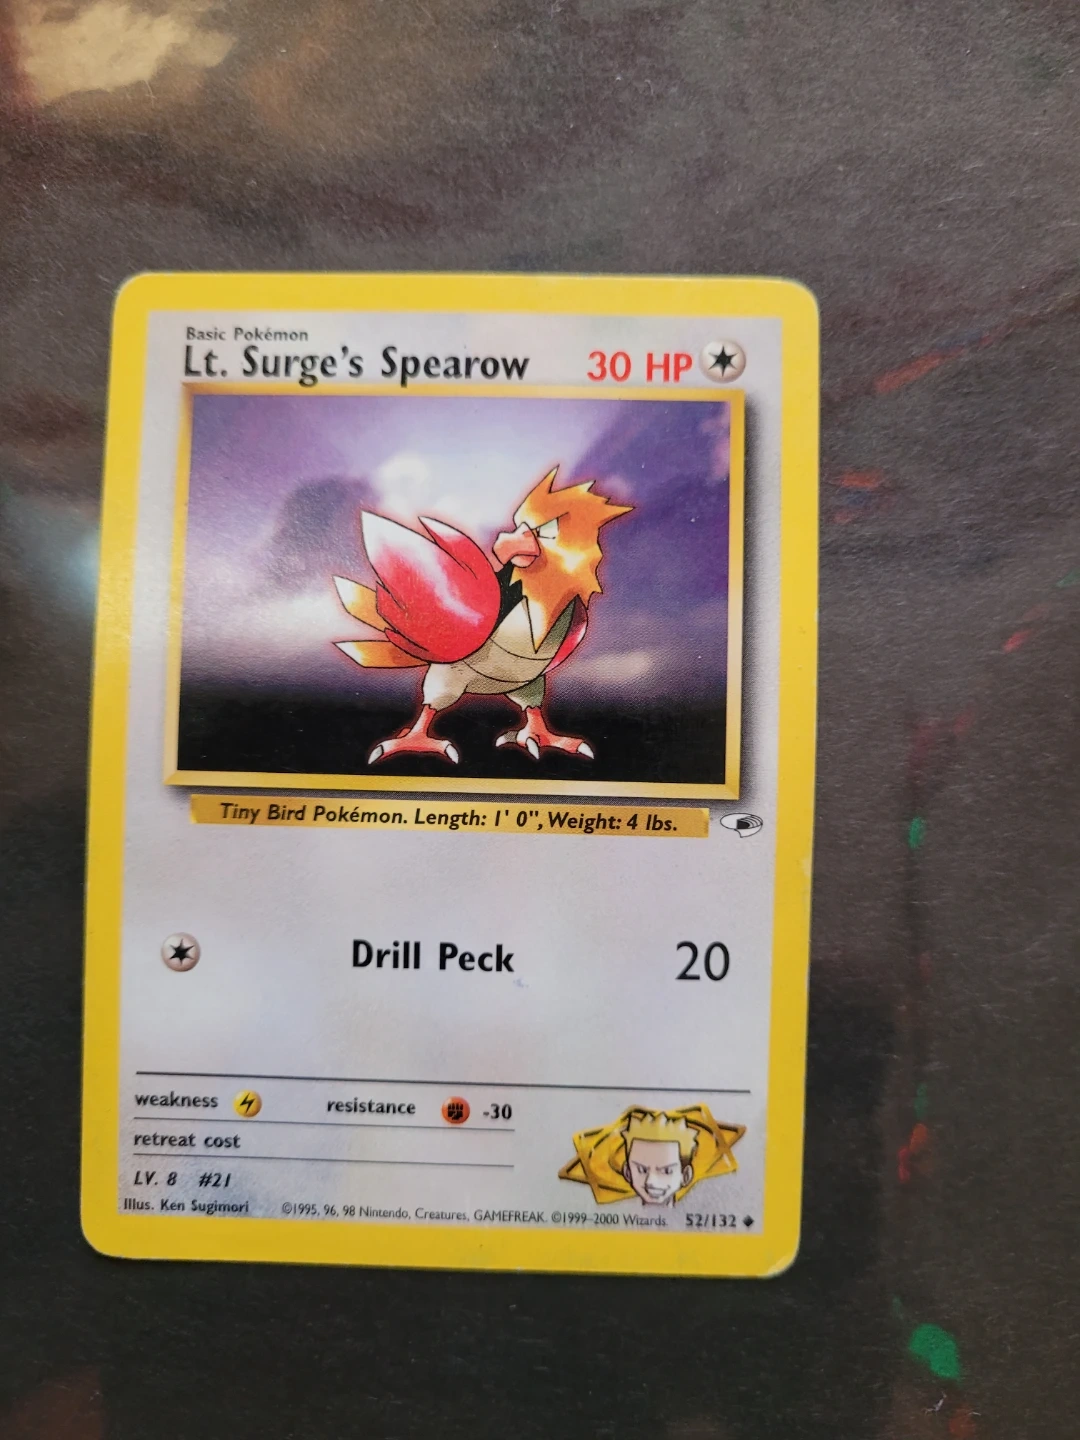 Basic Pokémon
Lt. Surge's Spearow 30 HP
Tiny Bird Pokémon. Length: 1' 0", Weight: 4 lbs.
Drill Peck 20
weakness resistance -30
retreat cost
LV. 8 #21
Illus. Ken Sugimori ©1995, 96, 98 Nintendo, Creatures, GAMEFREAK. ©1999-2000 Wizards. 52/132